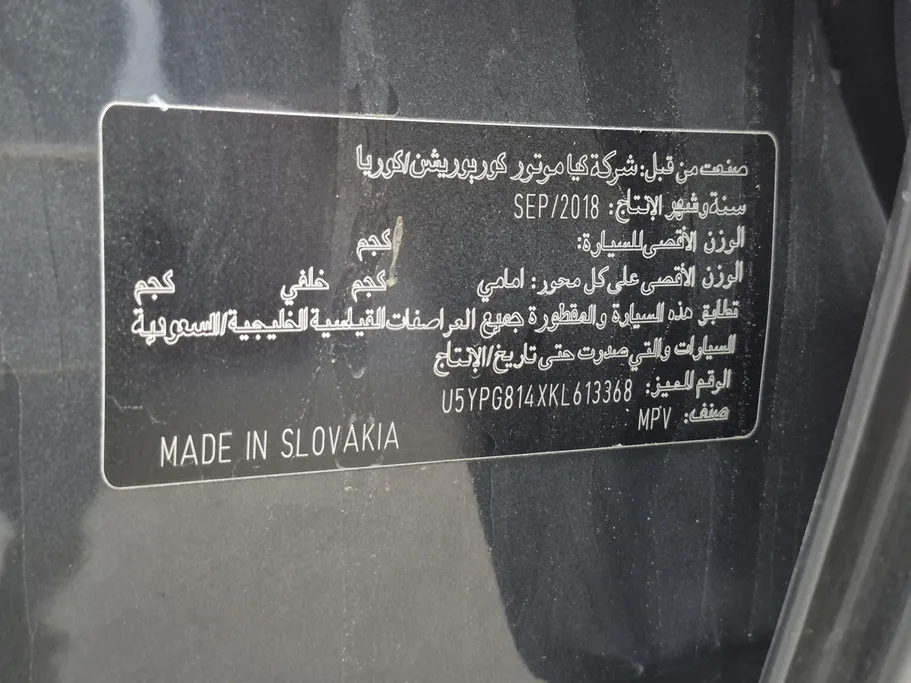 صنعت من قبل: شركة كيا موتور كوربوريشن/كوريا
سنة و شهر الإنتاج: SEP/2018
الوزن الأقصى للسيارة: كجم
الوزن الأقصى على كل محور: امامي كجم خلفي كجم
تطابق هذه السيارة والمقطورة جميع المواصفات القياسية الخليجية/السعودية
للسيارات والتي صدرت حتى تاريخ/الإنتاج
الرقم المميز: U5YPG814XKL613368
صنف: MPV
MADE IN SLOVAKIA